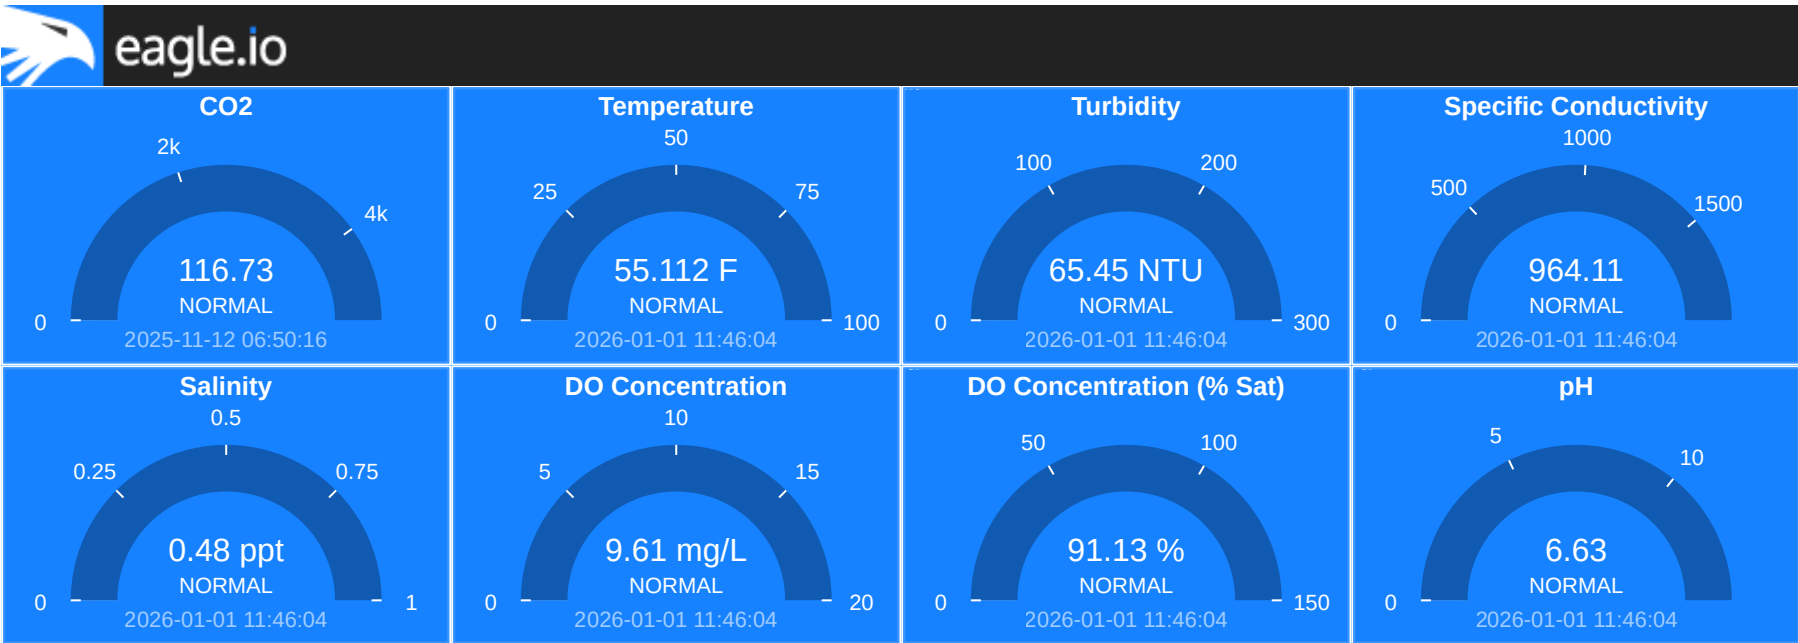 eagle.io
CO2
2k
4k
0
116.73
NORMAL
2025-11-12 06:50:16
Temperature
50
25
75
0
100
55.112 F
NORMAL
2026-01-01 11:46:04
Turbidity
100
200
0
300
65.45 NTU
NORMAL
2026-01-01 11:46:04
Specific Conductivity
1000
500
1500
0
964.11
NORMAL
2026-01-01 11:46:04
Salinity
0.5
0.25
0.75
0
1
0.48 ppt
NORMAL
2026-01-01 11:46:04
DO Concentration
10
5
15
0
20
9.61 mg/L
NORMAL
2026-01-01 11:46:04
DO Concentration (% Sat)
50
100
0
150
91.13 %
NORMAL
2026-01-01 11:46:04
pH
5
10
0
6.63
NORMAL
2026-01-01 11:46:04